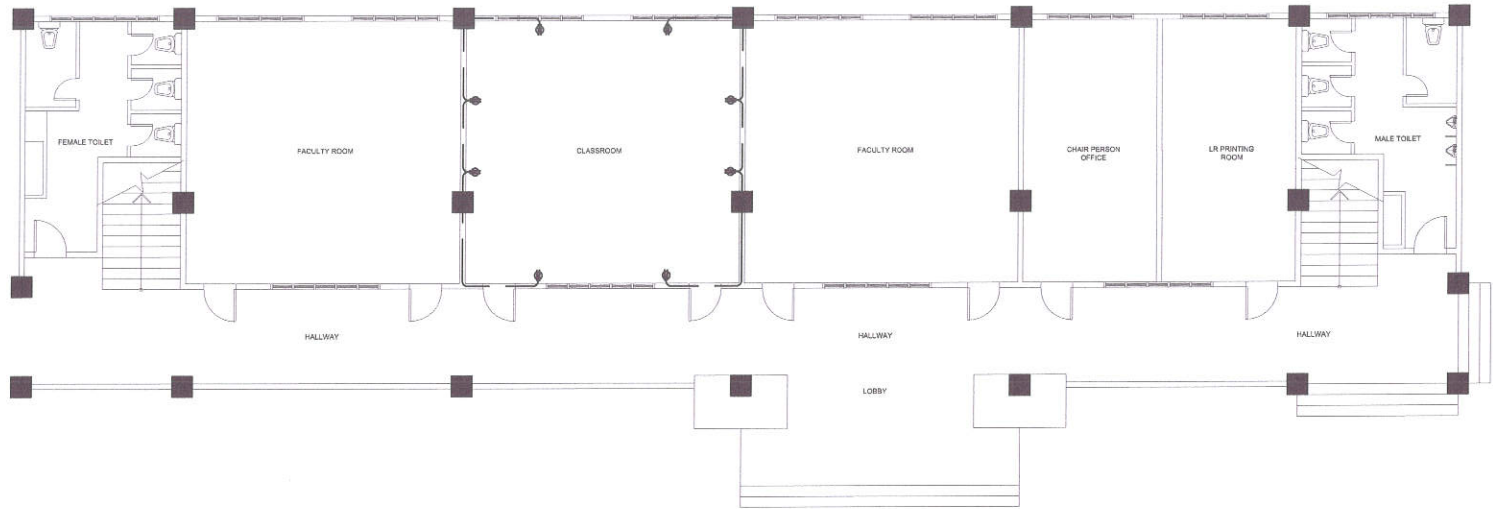 FEMALE TOILET
FACULTY ROOM
CLASSROOM
FACULTY ROOM
CHAIR PERSON
OFFICE
LR PRINTING
ROOM
MALE TOILET
HALLWAY
HALLWAY
HALLWAY
LOBBY